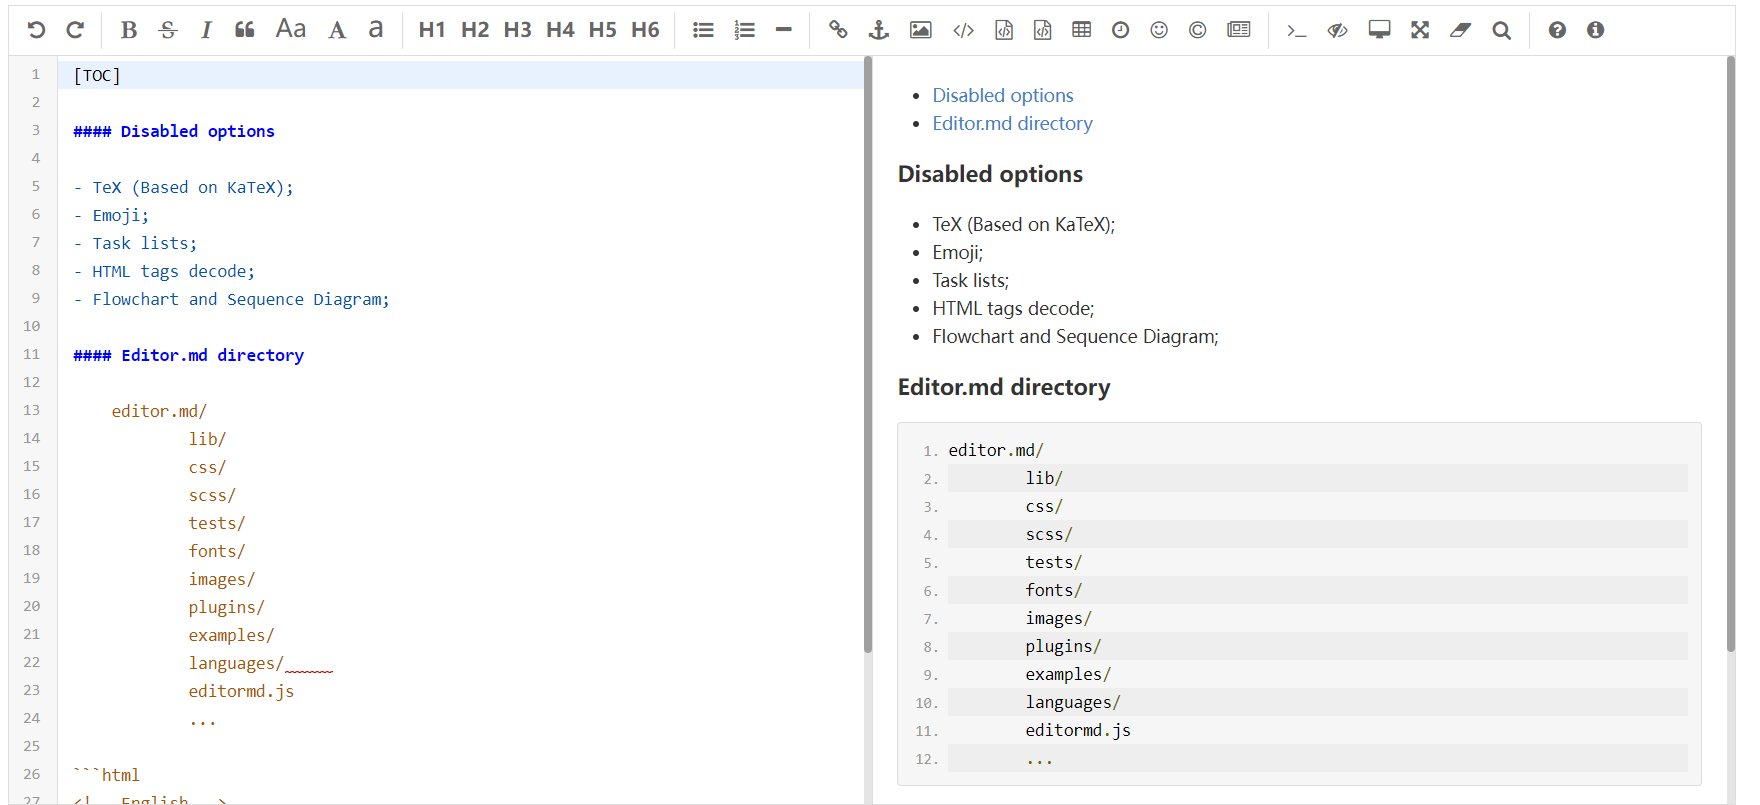 B S I Aa A a H1 H2 H3 H4 H5 H6
1 [TOC]
2
3 #### Disabled options
4
5 - TeX (Based on KaTeX);
6 - Emoji;
7 - Task lists;
8 - HTML tags decode;
9 - Flowchart and Sequence Diagram;
10
11 #### Editor.md directory
12
13 editor.md/
14 lib/
15 css/
16 scss/
17 tests/
18 fonts/
19 images/
20 plugins/
21 examples/
22 languages/
23 editormd.js
24 ...
25
26 ```html
27 <!-- English -->
• Disabled options
• Editor.md directory
Disabled options
• TeX (Based on KaTeX);
• Emoji;
• Task lists;
• HTML tags decode;
• Flowchart and Sequence Diagram;
Editor.md directory
1. editor.md/
2. lib/
3. css/
4. scss/
5. tests/
6. fonts/
7. images/
8. plugins/
9. examples/
10. languages/
11. editormd.js
12. ...